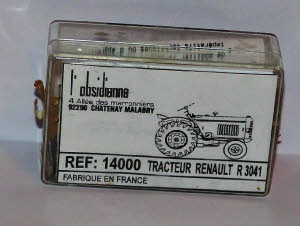 l'obsidienne
4 Allée des marronniers
92290 CHATENAY MALABRY
REF: 14000 TRACTEUR RENAULT R 3041
FABRIQUE EN FRANCE